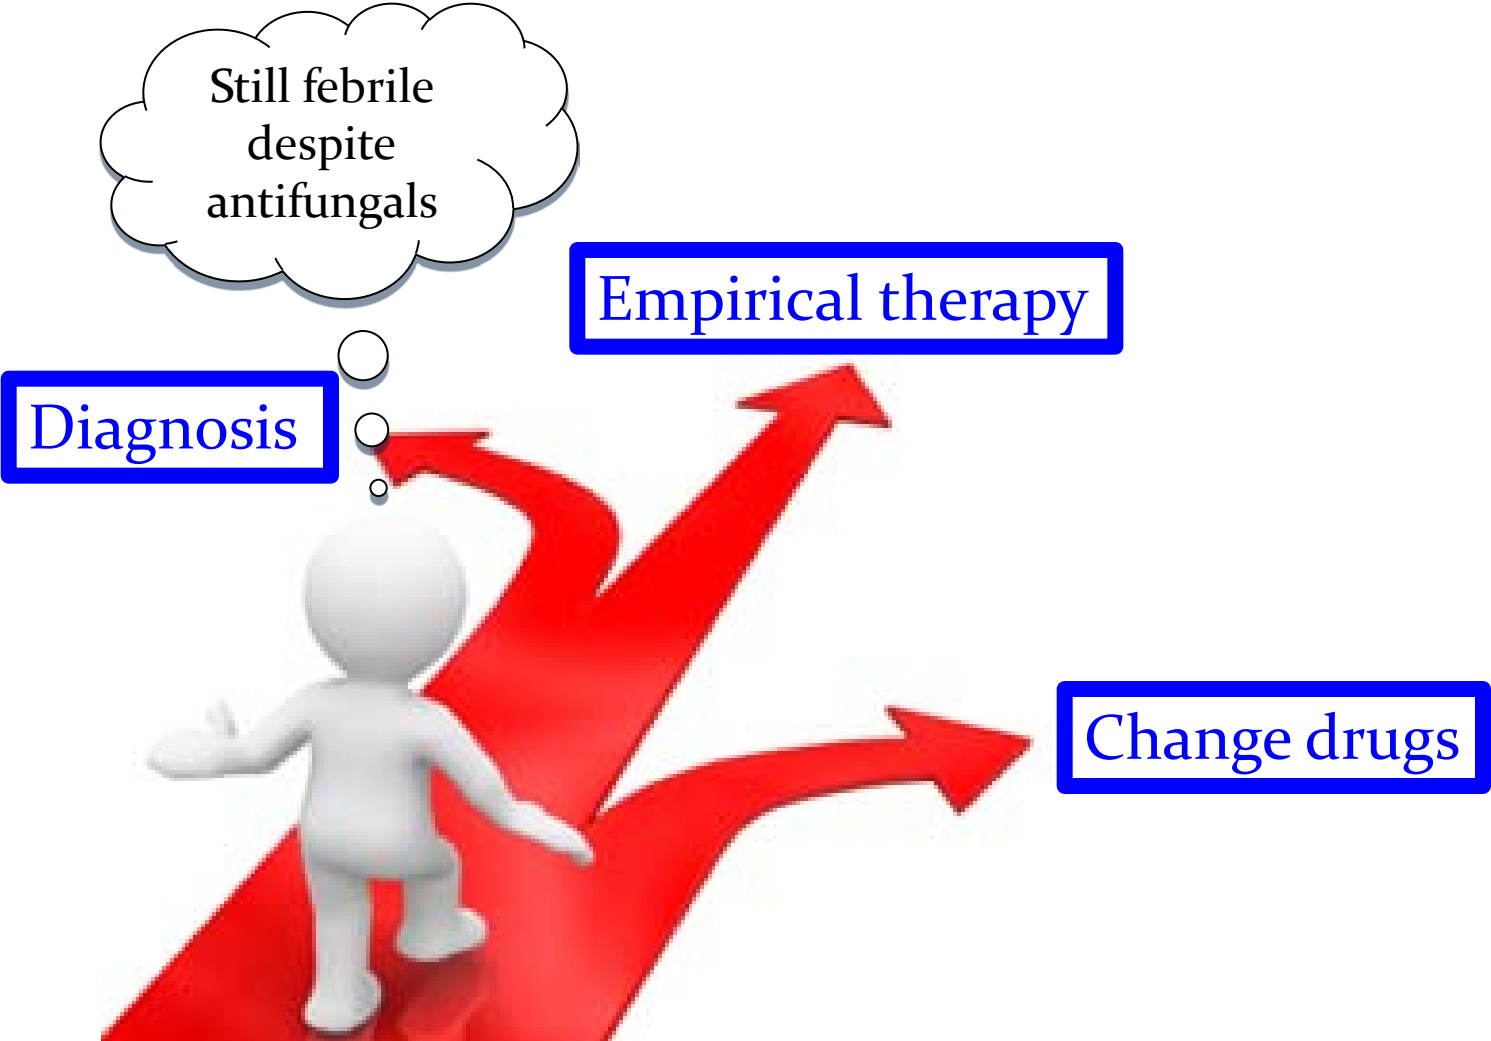 Still febrile
despite
antifungals
Empirical therapy
Diagnosis
Change drugs